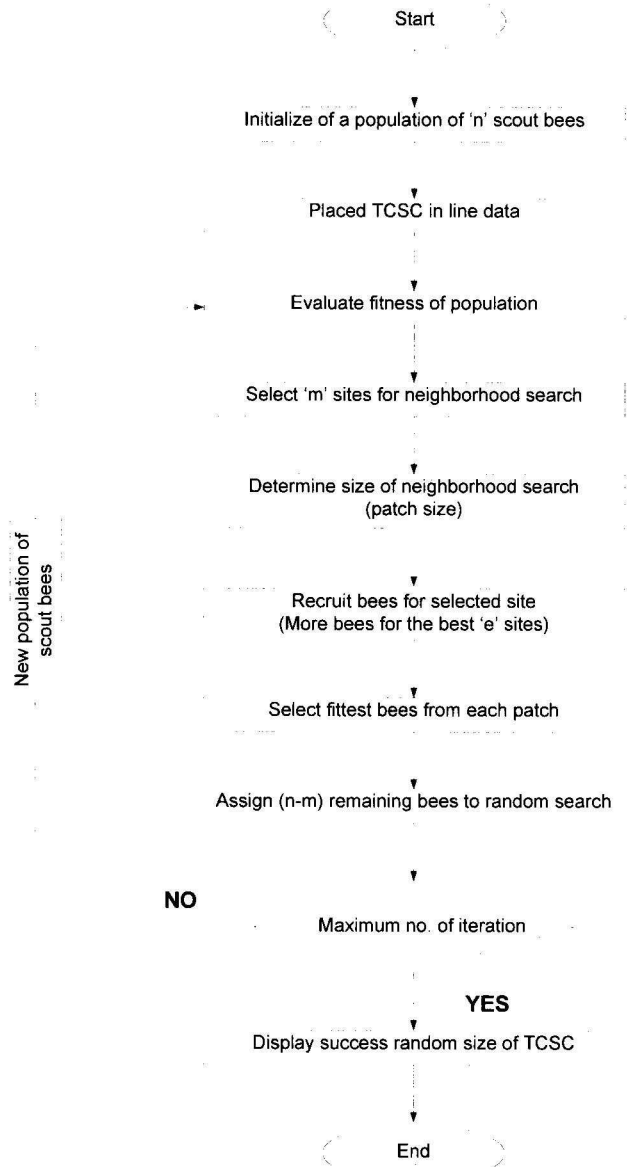 Start
Initialize of a population of 'n' scout bees
Placed TCSC in line data
Evaluate fitness of population
Select 'm' sites for neighborhood search
Determine size of neighborhood search
(patch size)
Recruit bees for selected site
(More bees for the best 'e' sites)
Select fittest bees from each patch
Assign (n-m) remaining bees to random search
New population of
scout bees
NO
Maximum no. of iteration
YES
Display success random size of TCSC
End